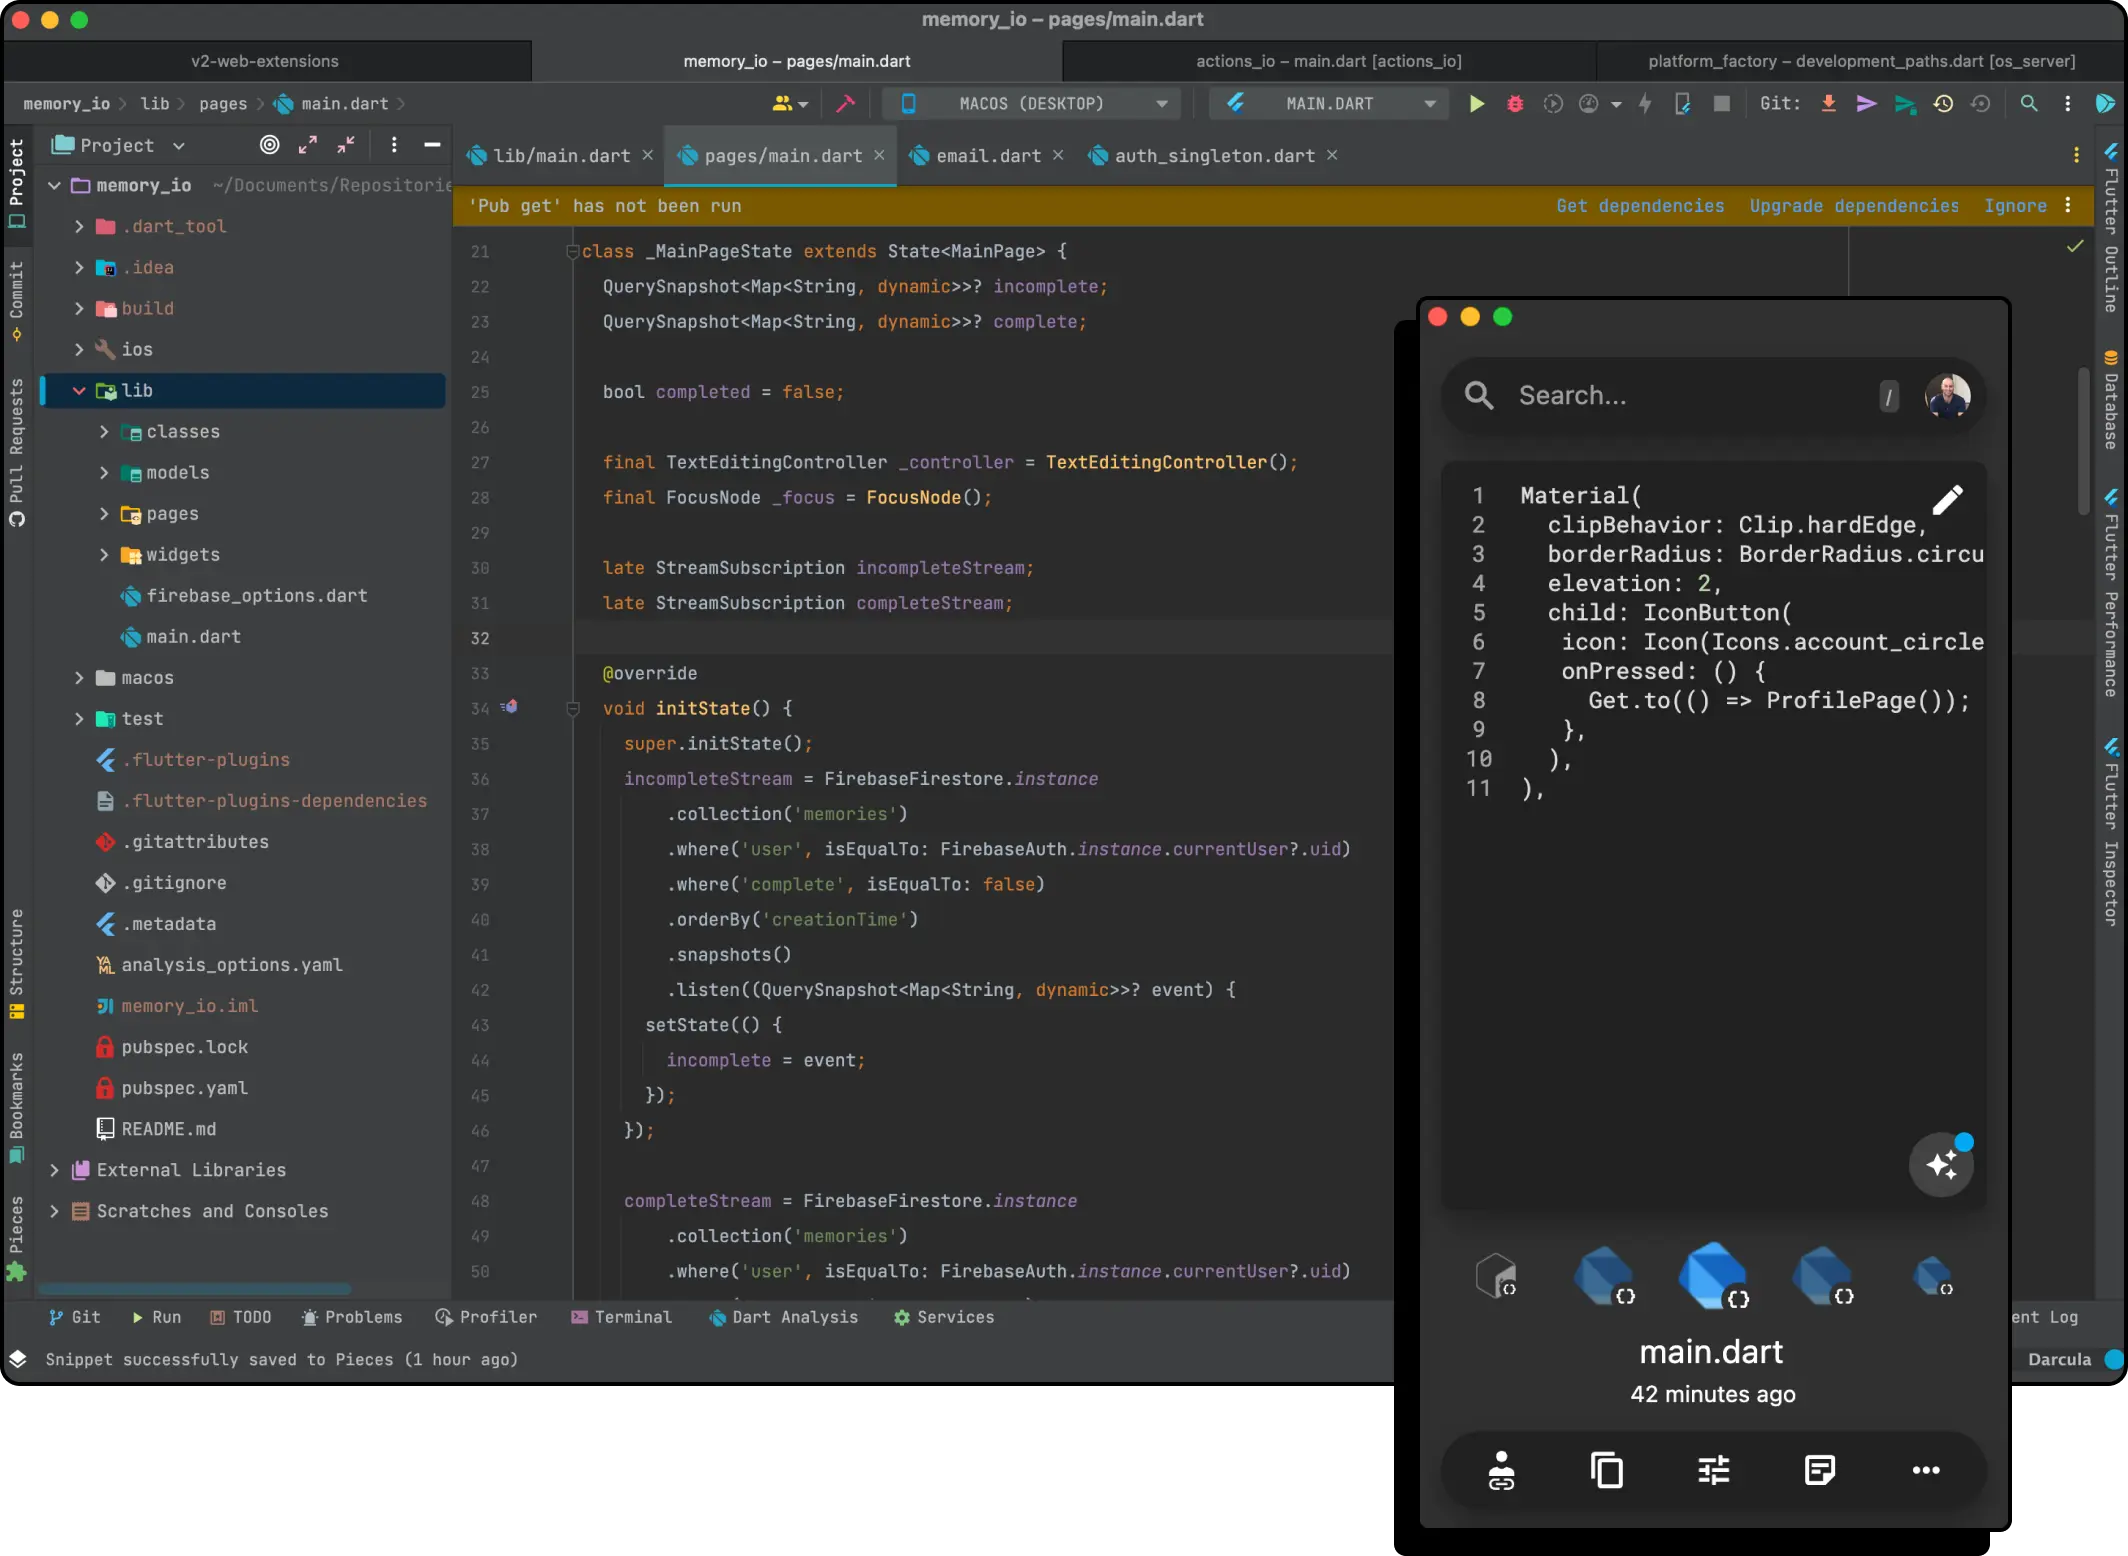 memory_io – pages/main.dart
v2-web-extensions
memory_io – pages/main.dart
actions_io – main.dart [actions_io]
platform_factory – development_paths.dart [os_server]
memory_io
lib
pages
main.dart
MACOS (DESKTOP)
MAIN.DART
Git:
Project
Commit
Pull Requests
Structure
Bookmarks
Pieces
Project
memory_io ~/Documents/Repositorie
.dart_tool
.idea
build
ios
lib
classes
models
pages
widgets
firebase_options.dart
main.dart
macos
test
.flutter-plugins
.flutter-plugins-dependencies
.gitattributes
.gitignore
.metadata
analysis_options.yaml
memory_io.iml
pubspec.lock
pubspec.yaml
README.md
External Libraries
Scratches and Consoles
lib/main.dart
pages/main.dart
email.dart
auth_singleton.dart
'Pub get' has not been run
Get dependencies
Upgrade dependencies
Ignore
21 class _MainPageState extends State<MainPage> {
22 QuerySnapshot<Map<String, dynamic>>? incomplete;
23 QuerySnapshot<Map<String, dynamic>>? complete;
24
25 bool completed = false;
26
27 final TextEditingController _controller = TextEditingController();
28 final FocusNode _focus = FocusNode();
29
30 late StreamSubscription incompleteStream;
31 late StreamSubscription completeStream;
32
33 @override
34 void initState() {
35 super.initState();
36 incompleteStream = FirebaseFirestore.instance
37 .collection('memories')
38 .where('user', isEqualTo: FirebaseAuth.instance.currentUser?.uid)
39 .where('complete', isEqualTo: false)
40 .orderBy('creationTime')
41 .snapshots()
42 .listen((QuerySnapshot<Map<String, dynamic>>? event) {
43 setState(() {
44 incomplete = event;
45 });
46 });
47
48 completeStream = FirebaseFirestore.instance
49 .collection('memories')
50 .where('user', isEqualTo: FirebaseAuth.instance.currentUser?.uid)
Flutter Outline
Database
Flutter Performance
Flutter Inspector
Search...
/
1 Material(
2 clipBehavior: Clip.hardEdge,
3 borderRadius: BorderRadius.circu
4 elevation: 2,
5 child: IconButton(
6 icon: Icon(Icons.account_circle
7 onPressed: () {
8 Get.to(() => ProfilePage());
9 },
10 ),
11 ),
main.dart
42 minutes ago
Git
Run
TODO
Problems
Profiler
Terminal
Dart Analysis
Services
ent Log
Snippet successfully saved to Pieces (1 hour ago)
Darcula